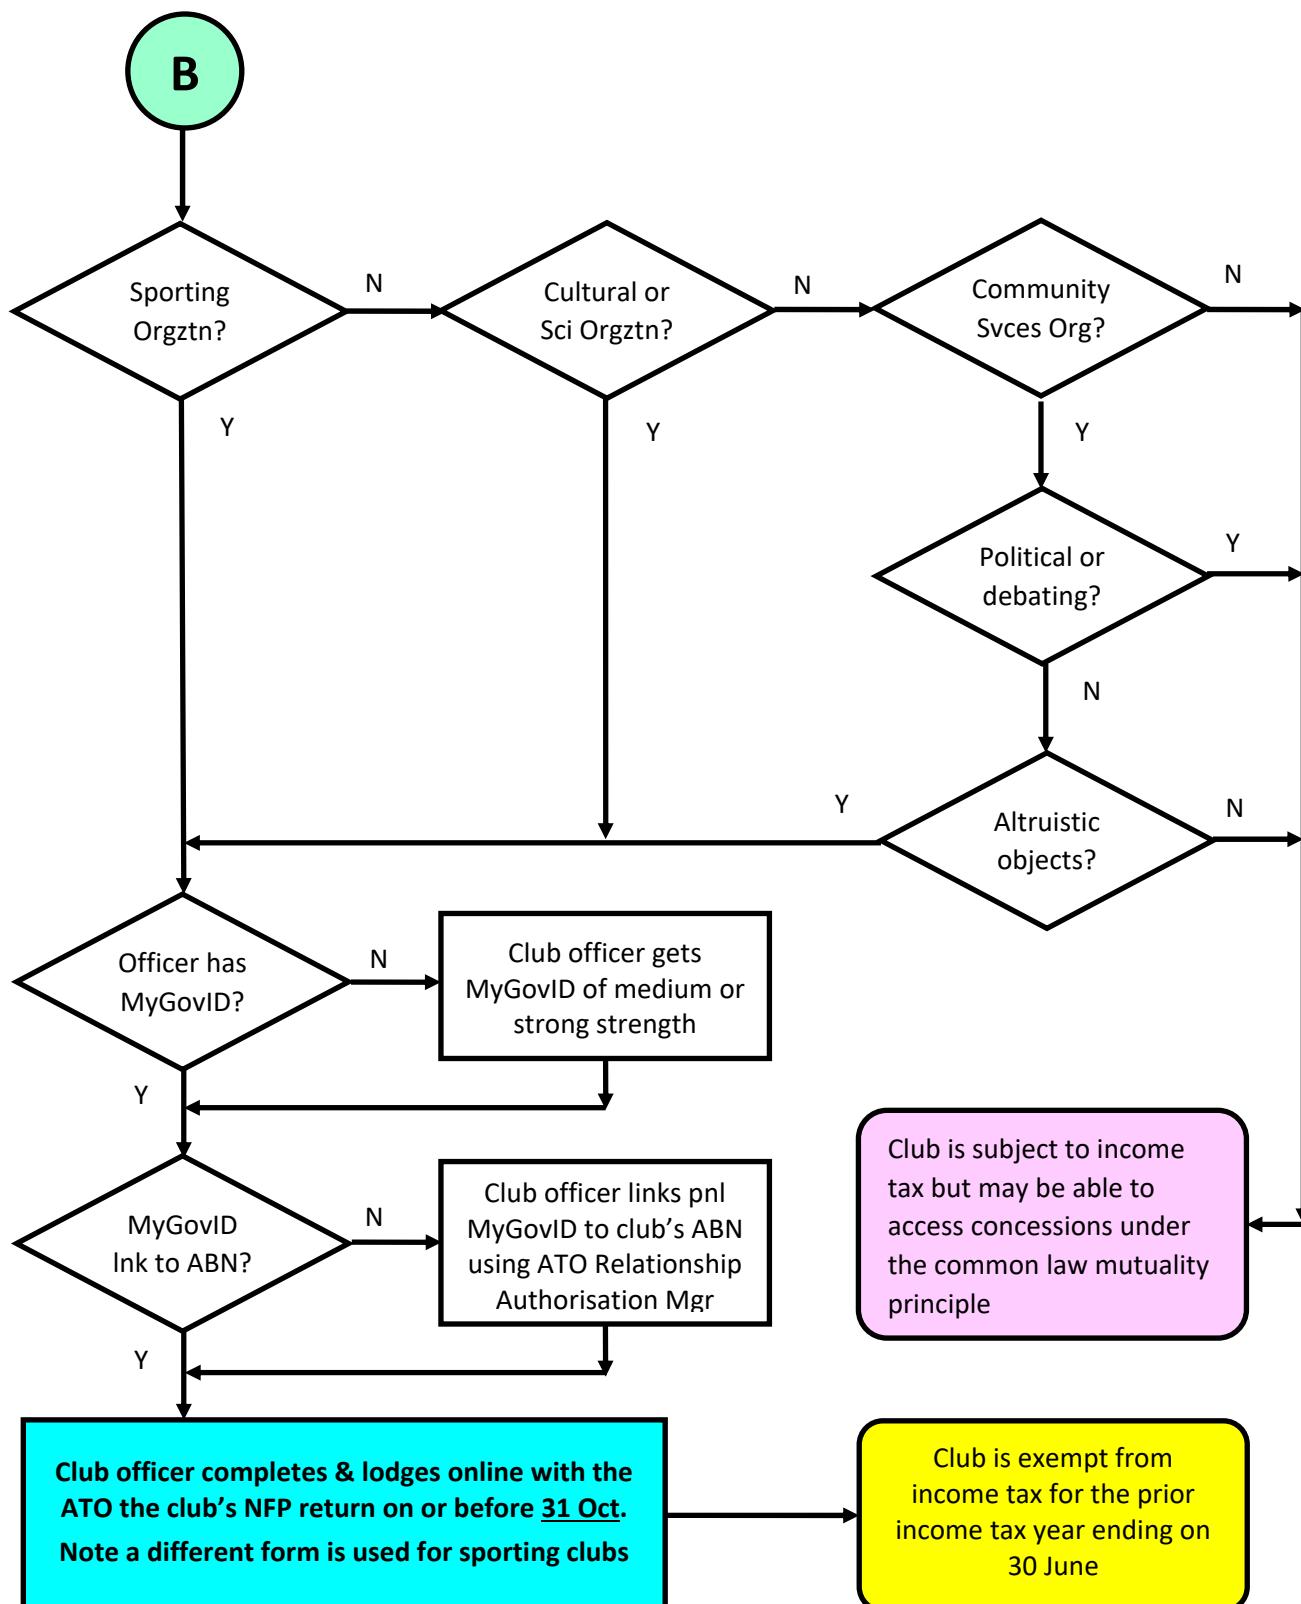 B
Sporting
Orgztn?
N
Cultural or
Sci Orgztn?
N
Community
Svces Org?
N
Y
Y
Y
Political or
debating?
Y
N
Altruistic
objects?
Y
N
Officer has
MyGovID?
N
Club officer gets
MyGovID of medium or
strong strength
Y
MyGovID
lnk to ABN?
N
Club officer links pnl
MyGovID to club's ABN
using ATO Relationship
Authorisation Mgr
Y
Club is subject to income
tax but may be able to
access concessions under
the common law mutuality
principle
Club officer completes & lodges online with the
ATO the club's NFP return on or before 31 Oct.
Note a different form is used for sporting clubs
Club is exempt from
income tax for the prior
income tax year ending on
30 June